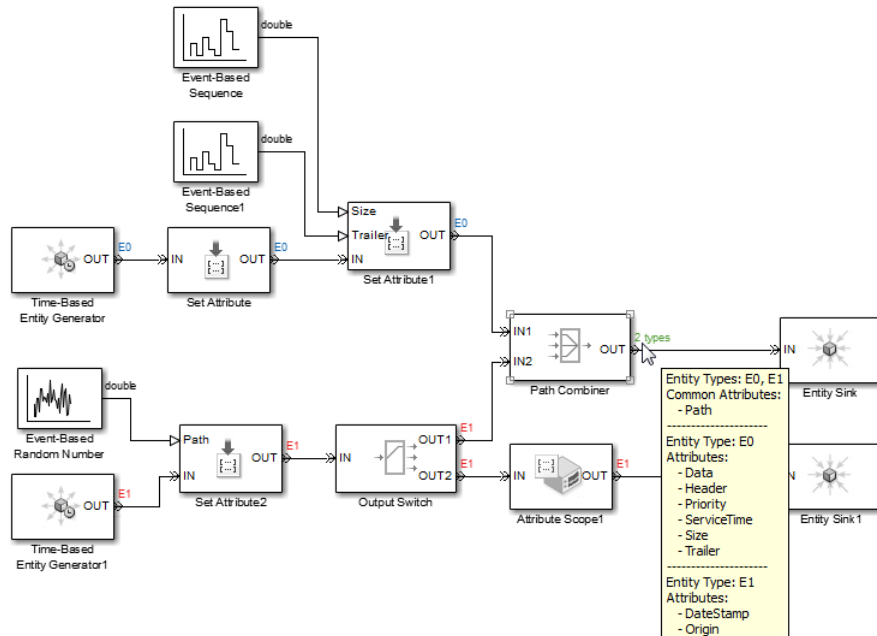 double
Event-Based
Sequence
double
Event-Based
Sequence1
Size
Trailer
IN
OUT
E0
Set Attribute1
OUT
E0
Time-Based
Entity Generator
IN
OUT
E0
Set Attribute
IN1
IN2
OUT
2 types
Path Combiner
IN
Entity Sink
double
Event-Based
Random Number
OUT
E1
Time-Based
Entity Generator1
Path
IN
OUT
E1
Set Attribute2
IN
OUT1
E1
OUT2
E1
Output Switch
IN
OUT
E1
Attribute Scope1
IN
Entity Sink1
Entity Types: E0, E1
Common Attributes:
- Path
----------------------
Entity Type: E0
Attributes:
- Data
- Header
- Priority
- ServiceTime
- Size
- Trailer
----------------------
Entity Type: E1
Attributes:
- DateStamp
- Origin